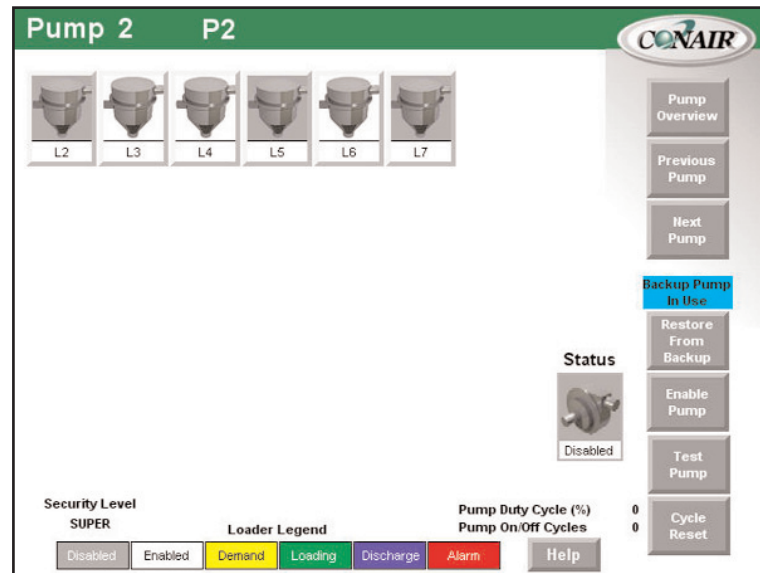 Pump 2 P2
CONAIR
L2 L3 L4 L5 L6 L7
Pump
Overview
Previous
Pump
Next
Pump
Backup Pump
In Use
Restore
From
Backup
Status
Disabled
Enable
Pump
Test
Pump
Cycle
Reset
Security Level
SUPER
Loader Legend
Pump Duty Cycle (%) 0
Pump On/Off Cycles 0
Disabled Enabled Demand Loading Discharge Alarm Help